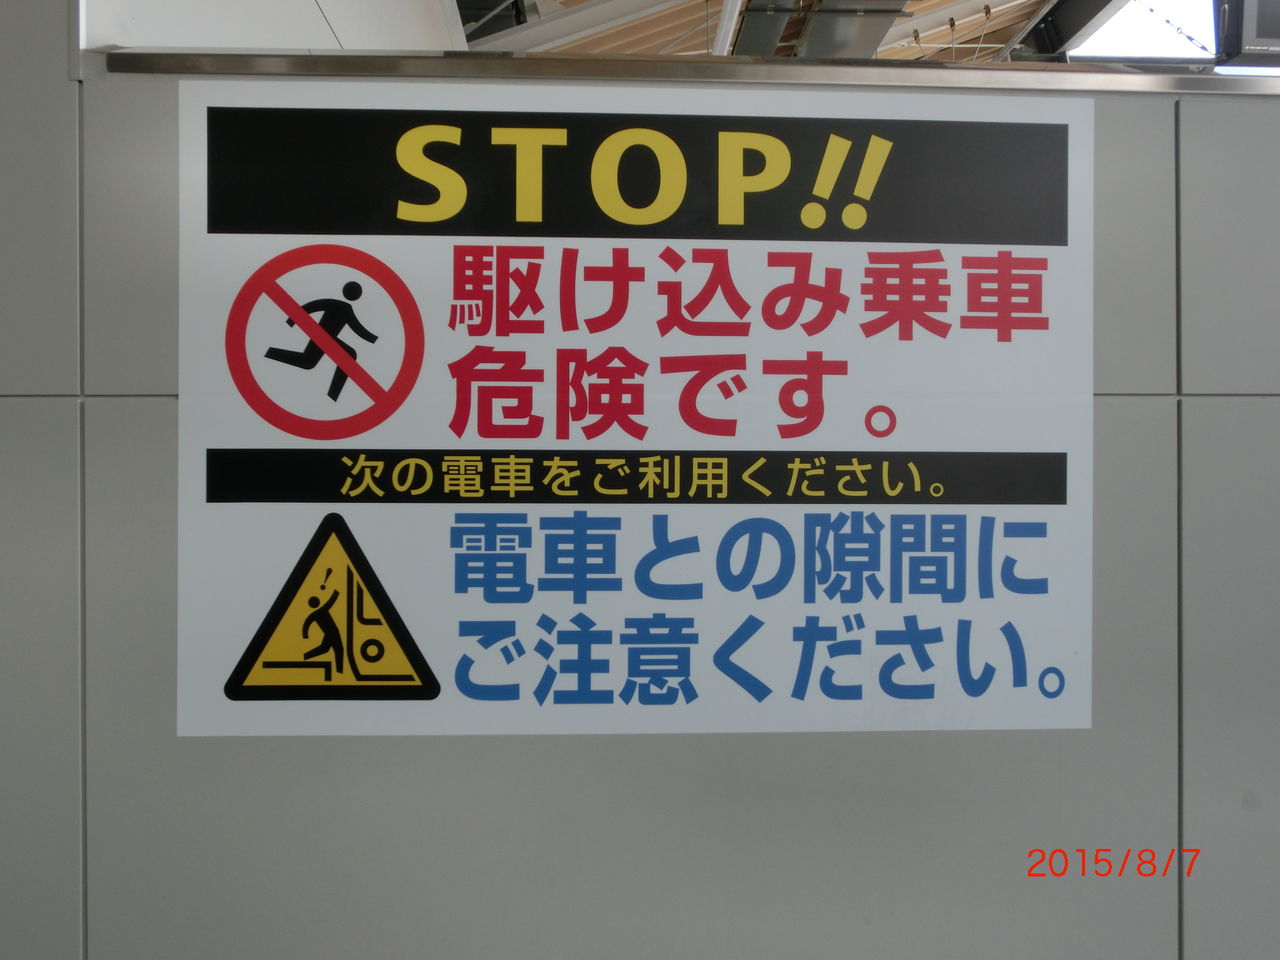 STOP!!
駆け込み乗車
危険です。
次の電車をご利用ください。
電車との隙間に
ご注意ください。
2015/8/7